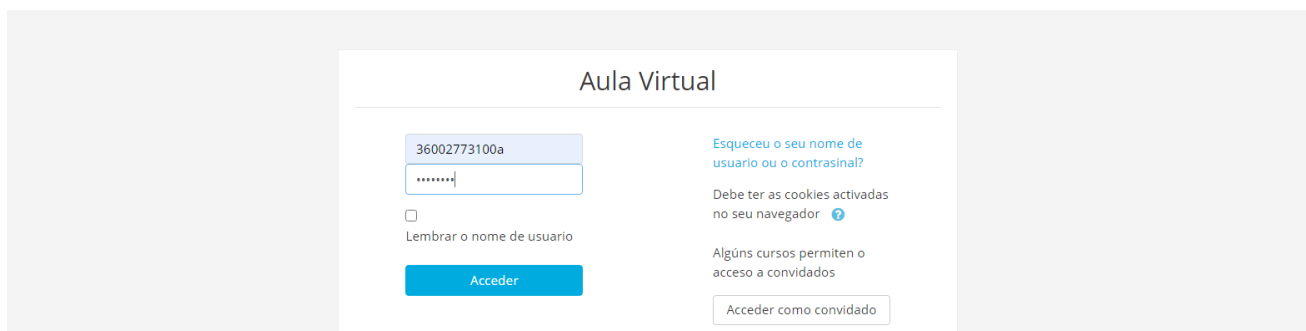 Aula Virtual
36002773100a
••••••••
Lembrar o nome de usuario
Acceder
Esqueceu o seu nome de
usuario ou o contrasinal?
Debe ter as cookies activadas
no seu navegador
Algúns cursos permiten o
acceso a convidados
Acceder como convidado